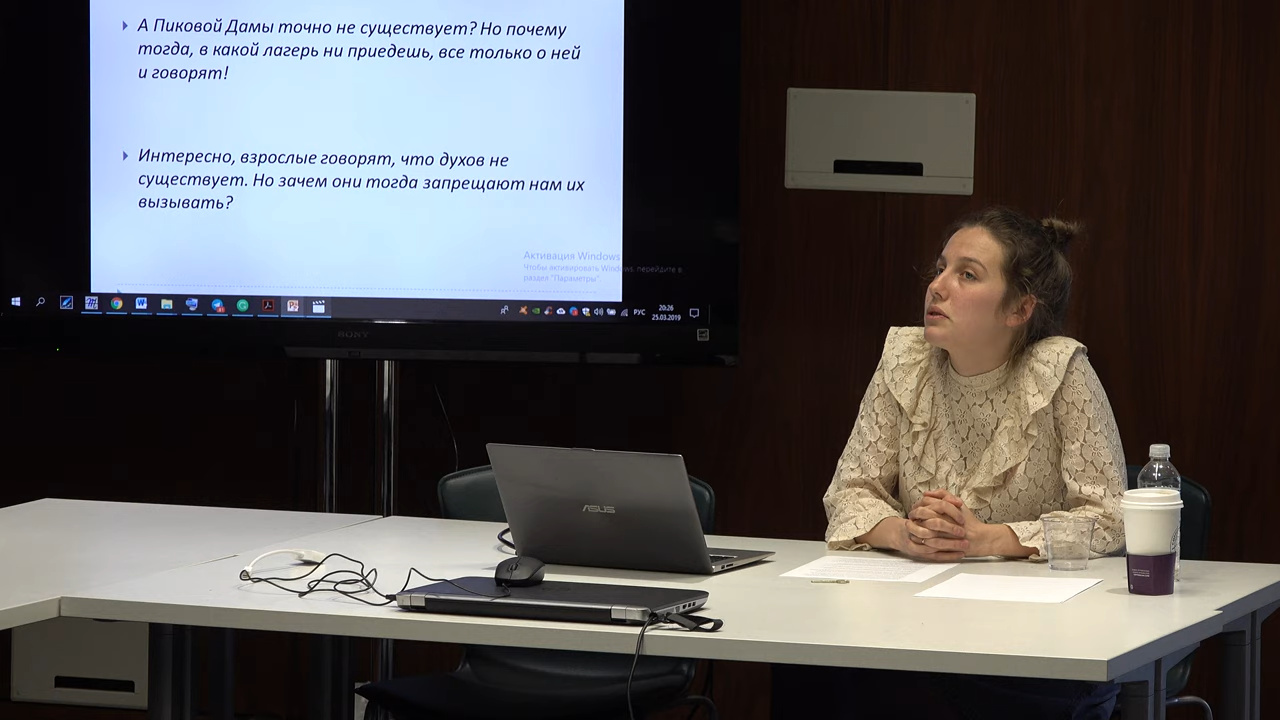 А Пиковой Дамы точно не существует? Но почему
тогда, в какой лагерь ни приедешь, все только о ней
и говорят!
Интересно, взрослые говорят, что духов не
существует. Но зачем они тогда запрещают нам их
вызывать?
Активация Windows
Чтобы активировать Windows, перейдите в
раздел "Параметры".
РУС
20:26
25.03.2019
SONY
ASUS